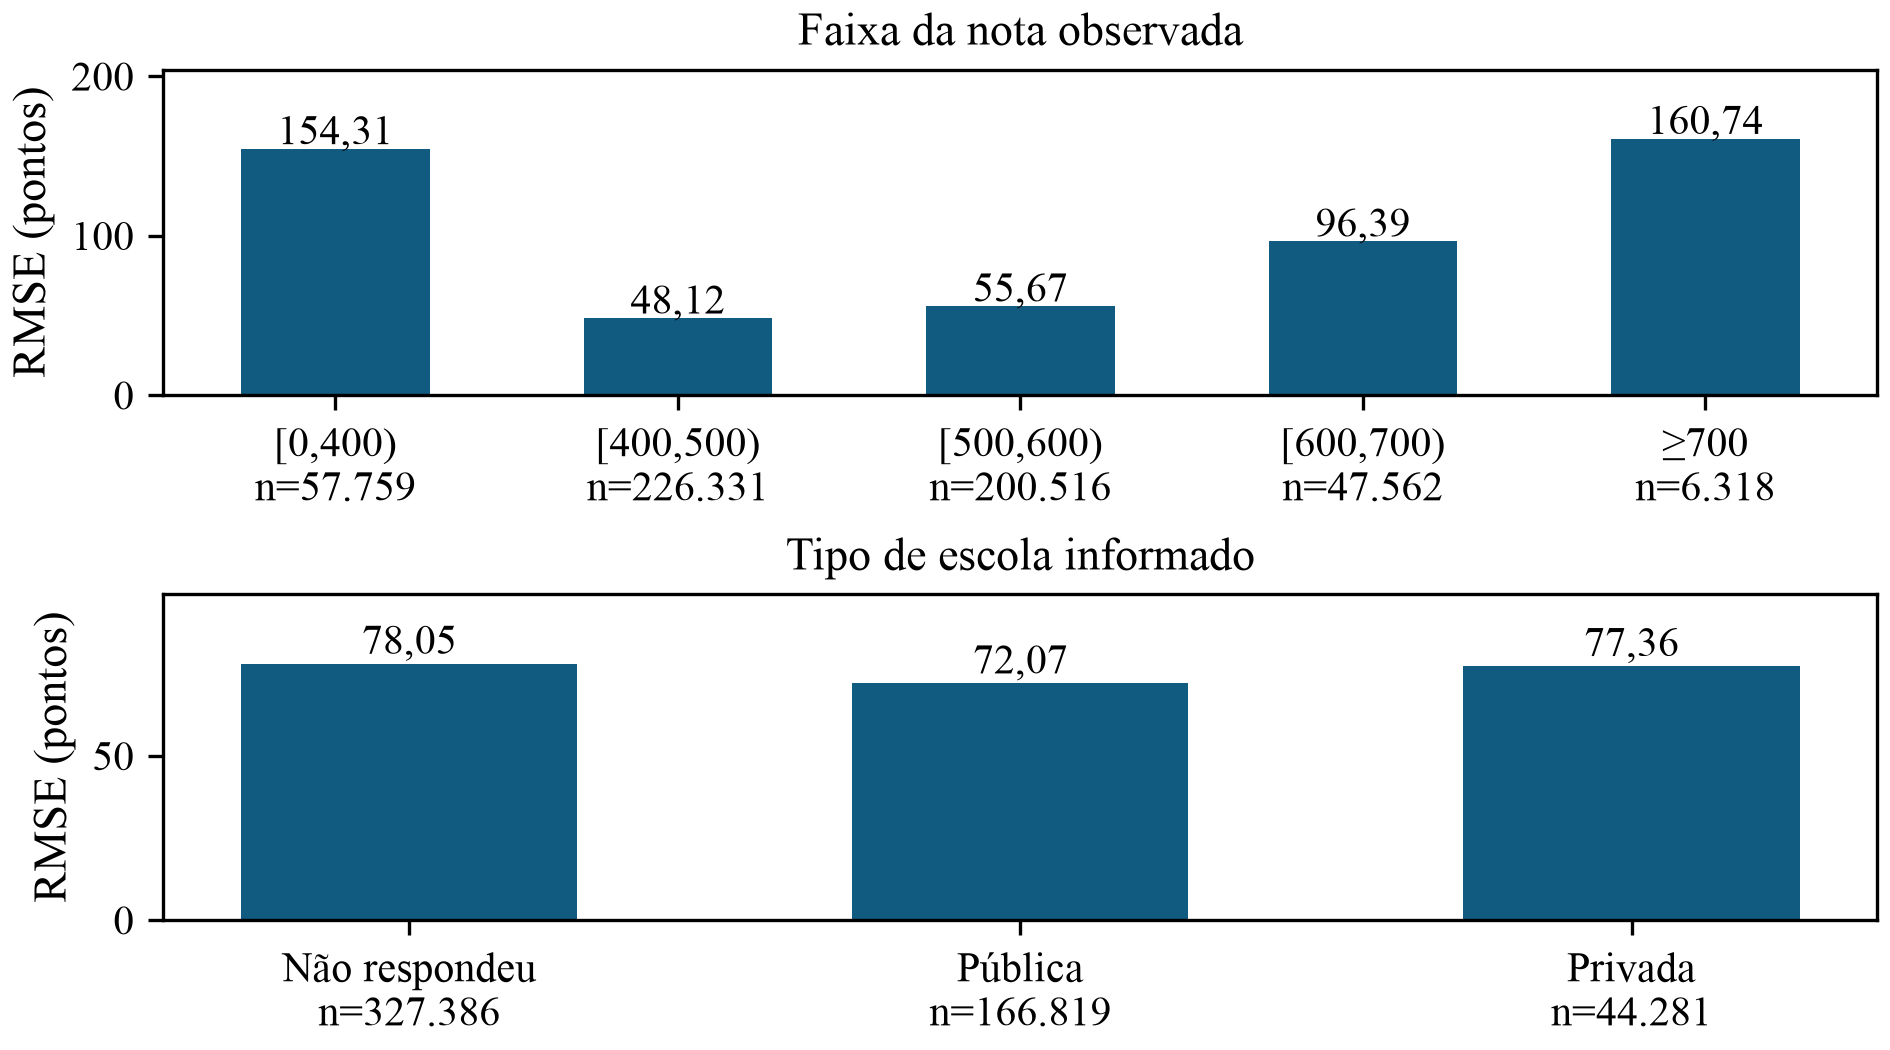 Faixa da nota observada
RMSE (pontos)
200
100
0
154,31
48,12
55,67
96,39
160,74
[0,400)
n=57.759
[400,500)
n=226.331
[500,600)
n=200.516
[600,700)
n=47.562
≥700
n=6.318
Tipo de escola informado
RMSE (pontos)
50
0
78,05
72,07
77,36
Não respondeu
n=327.386
Pública
n=166.819
Privada
n=44.281